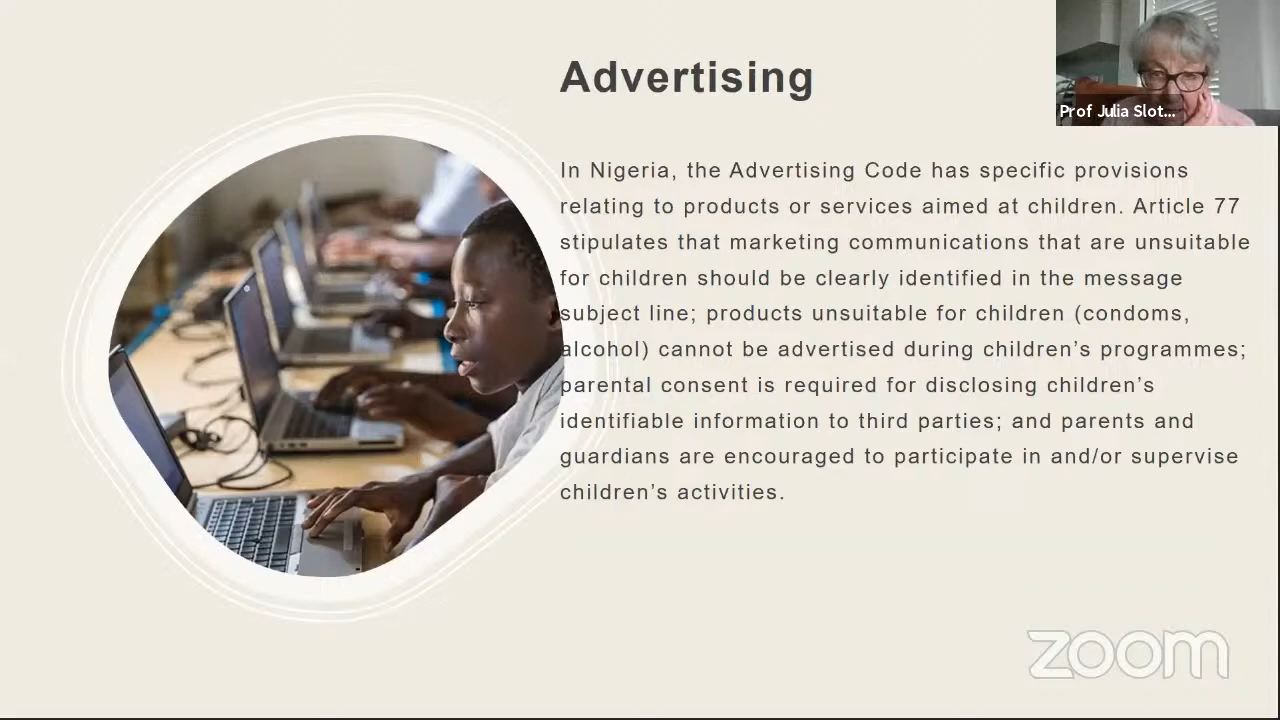 Advertising
Prof Julia Slot...
In Nigeria, the Advertising Code has specific provisions
relating to products or services aimed at children. Article 77
stipulates that marketing communications that are unsuitable
for children should be clearly identified in the message
subject line; products unsuitable for children (condoms,
alcohol) cannot be advertised during children’s programmes;
parental consent is required for disclosing children’s
identifiable information to third parties; and parents and
guardians are encouraged to participate in and/or supervise
children’s activities.
zoom